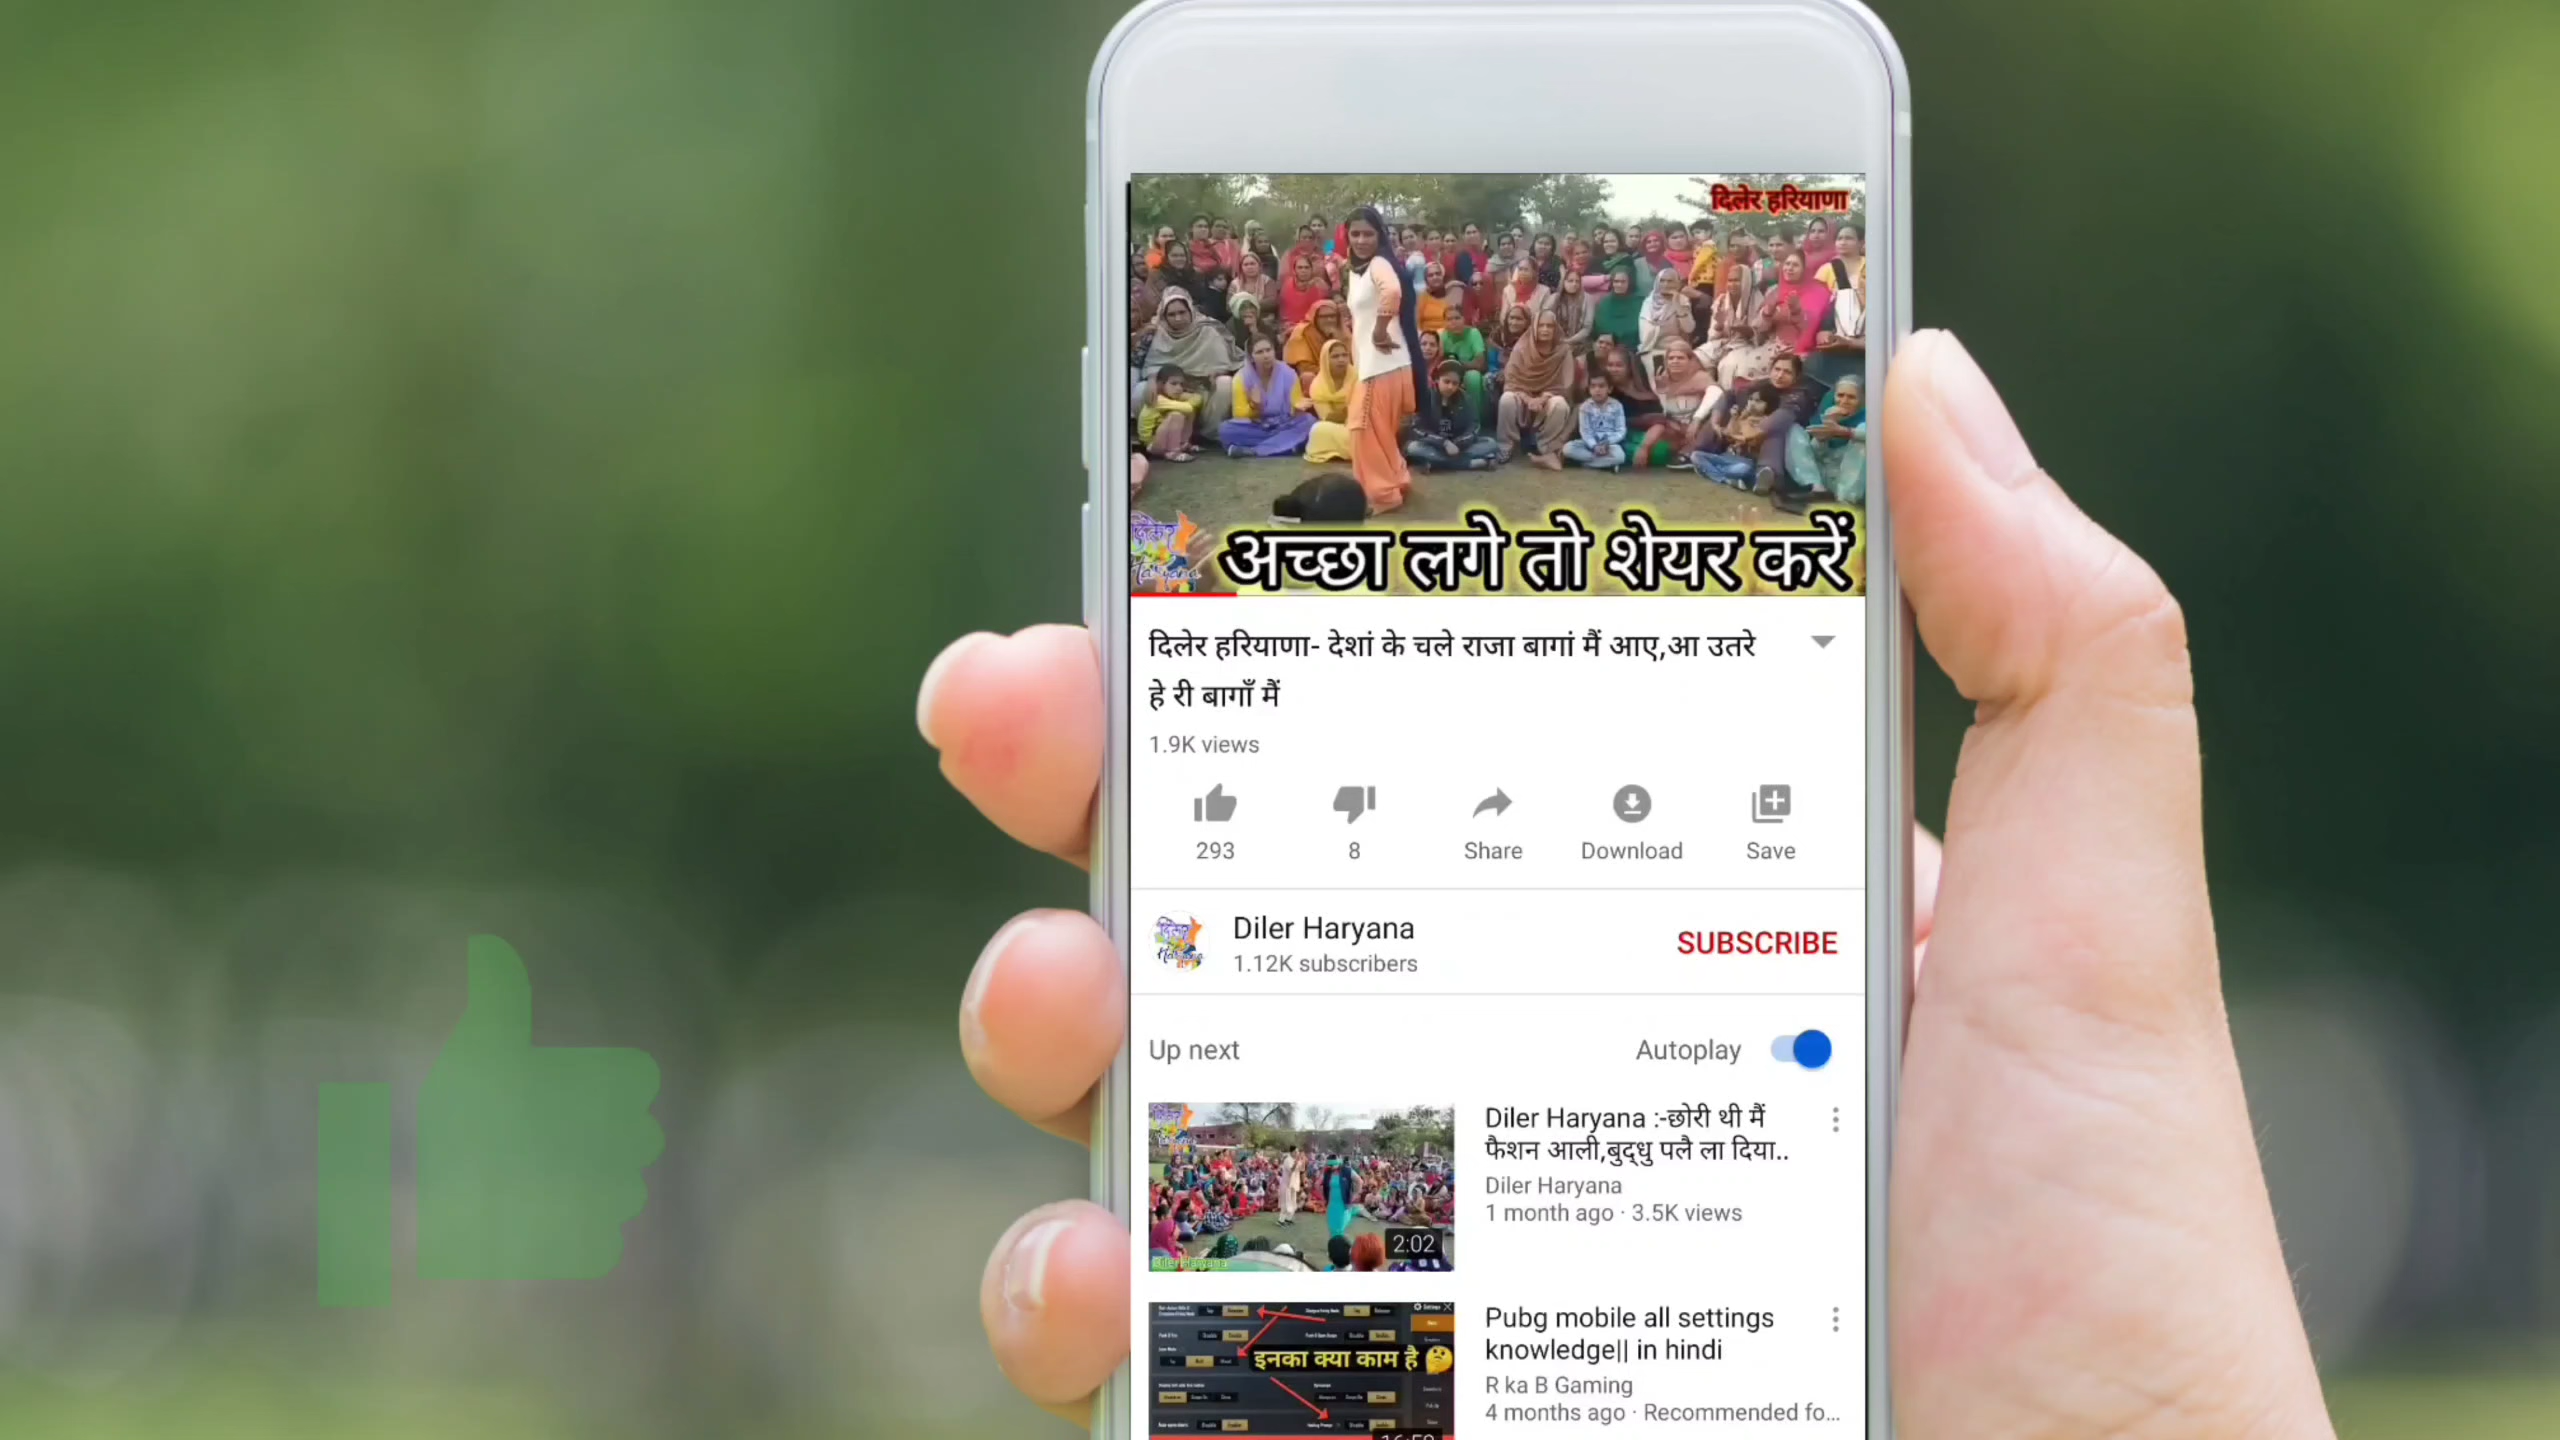 दिलेर हरियाणा
अच्छा लगे तो शेयर करें
दिलेर हरियाणा- देशां के चले राजा बागां मैं आए,आ उतरे
हे री बागाँ मैं
1.9K views
293
8
Share
Download
Save
Diler Haryana
1.12K subscribers
SUBSCRIBE
Up next
Autoplay
Diler Haryana :-छोरी थी मैं
फैशन आली,बुद्धु पलै ला दिया..
Diler Haryana
1 month ago · 3.5K views
2:02
Diler Haryana
इनका क्या काम है
Pubg mobile all settings
knowledge|| in hindi
R ka B Gaming
4 months ago · Recommended fo...